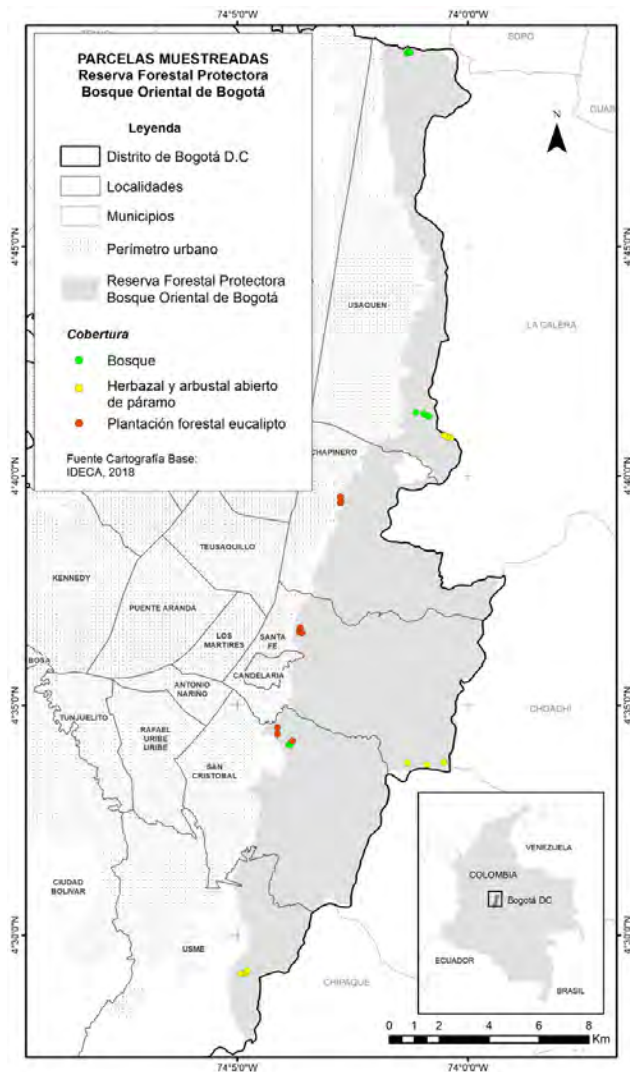 74°5'0"W
74°0'0"W
SOPO
PARCELAS MUESTREADAS
Reserva Forestal Protectora
Bosque Oriental de Bogotá
Leyenda
Distrito de Bogotá D.C
Localidades
Municipios
Perímetro urbano
Reserva Forestal Protectora
Bosque Oriental de Bogotá
Cobertura
Bosque
Herbazal y arbustal abierto
de páramo
Plantación forestal eucalipto
Fuente Cartografía Base:
IDECA, 2018
N
4°45'0"N
4°45'0"N
USAQUEN
LA CALERA
CHAPINERO
4°40'0"N
4°40'0"N
TEUSAQUILLO
KENNEDY
PUENTE ARANDA
LOS
MARTIRES
SANTA
FE
BOSA
CANDELARIA
ANTONIO
NARIÑO
4°35'0"N
4°35'0"N
CHOACHI
TUNJUELITO
RAFAEL
URIBE
URIBE
SAN
CRISTOBAL
CIUDAD
BOLIVAR
VENEZUELA
COLOMBIA
Bogotá DC
ECUADOR
BRASIL
4°30'0"N
4°30'0"N
USME
CHIPAQUE
0 1 2 4 6 8
Km
74°5'0"W
74°0'0"W